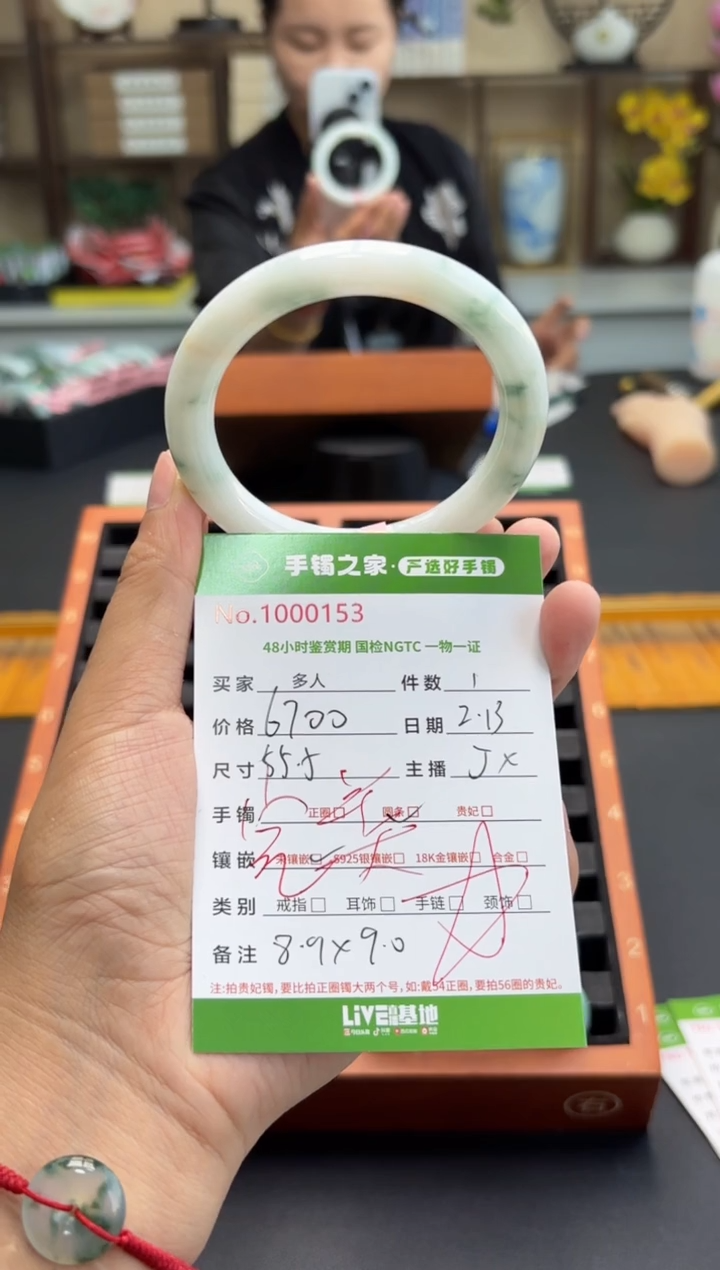 手镯之家·严选好手镯
No.1000153
48小时鉴赏期 国检NGTC 一物一证
买家 多人 件数 1
价格 6700 日期 2.13
尺寸 55.5 主播 JX
手镯 正圈□ 圆条□ 贵妃□
镶嵌 S925银镶嵌□ 18K金镶嵌□ 合金□
类别 戒指□ 耳饰□ 手链□ 颈饰□
备注 8.9×9.0
注:拍贵妃镯,要比拍正圈镯大两个号,如:戴54正圈,要拍56圈的贵妃。
LiVE直播基地
2
1